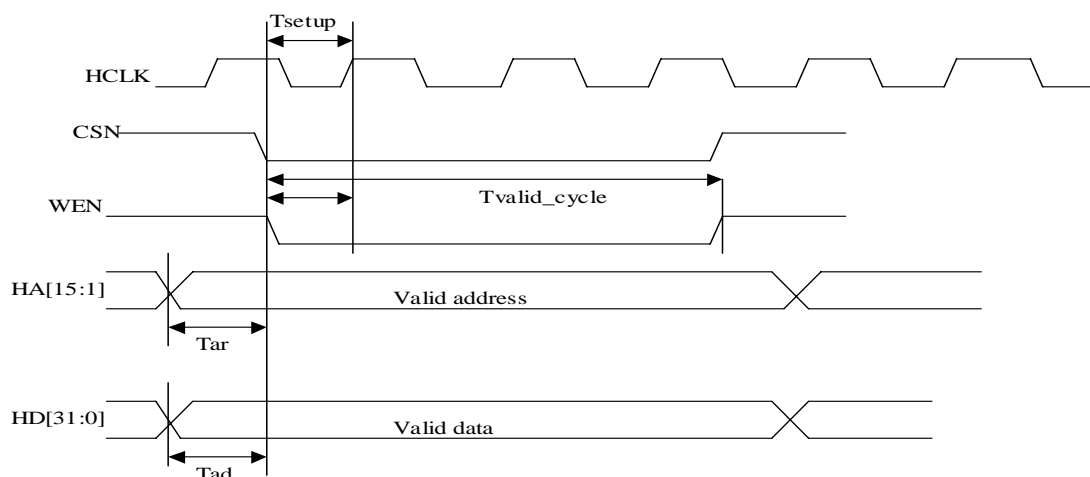 Tsetup
HCLK
CSN
Tvalid_cycle
WEN
HA[15:1]
Valid address
Tar
HD[31:0]
Valid data
Tad